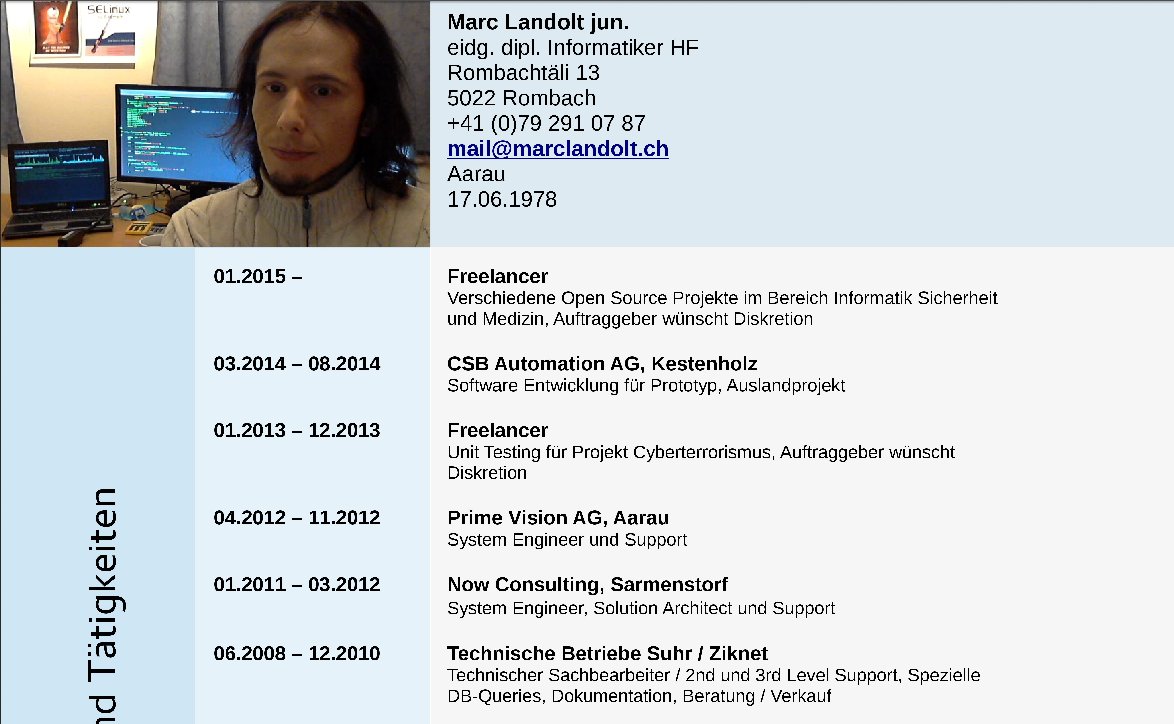 SELinux
Marc Landolt jun.
eidg. dipl. Informatiker HF
Rombachtäli 13
5022 Rombach
+41 (0)79 291 07 87
mail@marclandolt.ch
Aarau
17.06.1978
01.2015 –
Freelancer
Verschiedene Open Source Projekte im Bereich Informatik Sicherheit
und Medizin, Auftraggeber wünscht Diskretion
03.2014 – 08.2014
CSB Automation AG, Kestenholz
Software Entwicklung für Prototyp, Auslandprojekt
01.2013 – 12.2013
Freelancer
Unit Testing für Projekt Cyberterrorismus, Auftraggeber wünscht
Diskretion
04.2012 – 11.2012
Prime Vision AG, Aarau
System Engineer und Support
01.2011 – 03.2012
Now Consulting, Sarmenstorf
System Engineer, Solution Architect und Support
06.2008 – 12.2010
Technische Betriebe Suhr / Ziknet
Technischer Sachbearbeiter / 2nd und 3rd Level Support, Spezielle
DB-Queries, Dokumentation, Beratung / Verkauf
nd Tätigkeiten